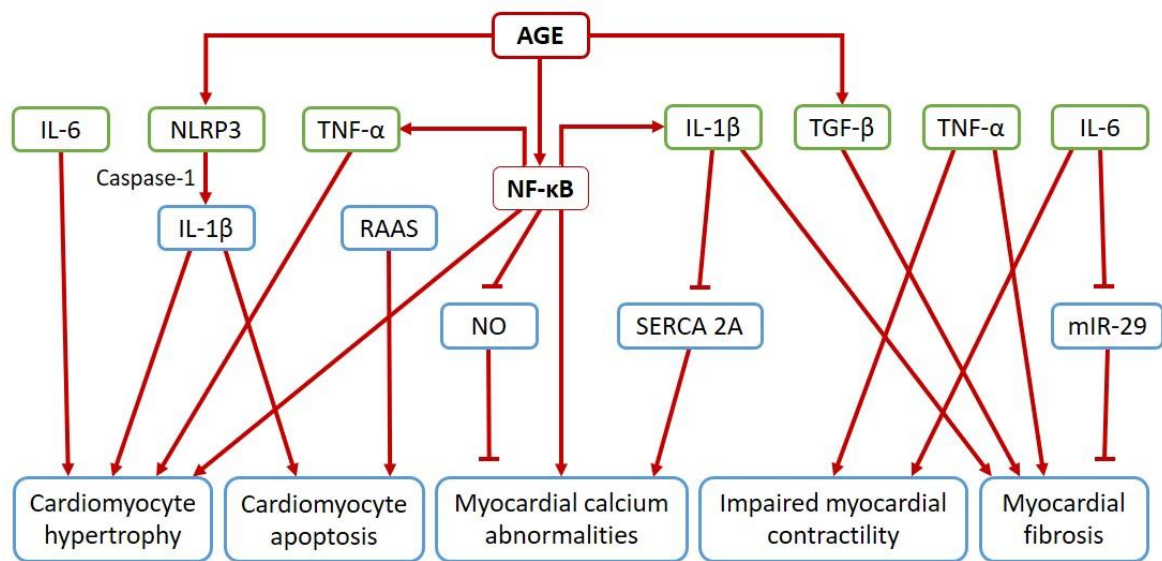 AGE
IL-6
NLRP3
TNF-α
IL-1β
TGF-β
TNF-α
IL-6
Caspase-1
NF-κB
IL-1β
RAAS
NO
SERCA 2A
mIR-29
Cardiomyocyte
hypertrophy
Cardiomyocyte
apoptosis
Myocardial calcium
abnormalities
Impaired myocardial
contractility
Myocardial
fibrosis